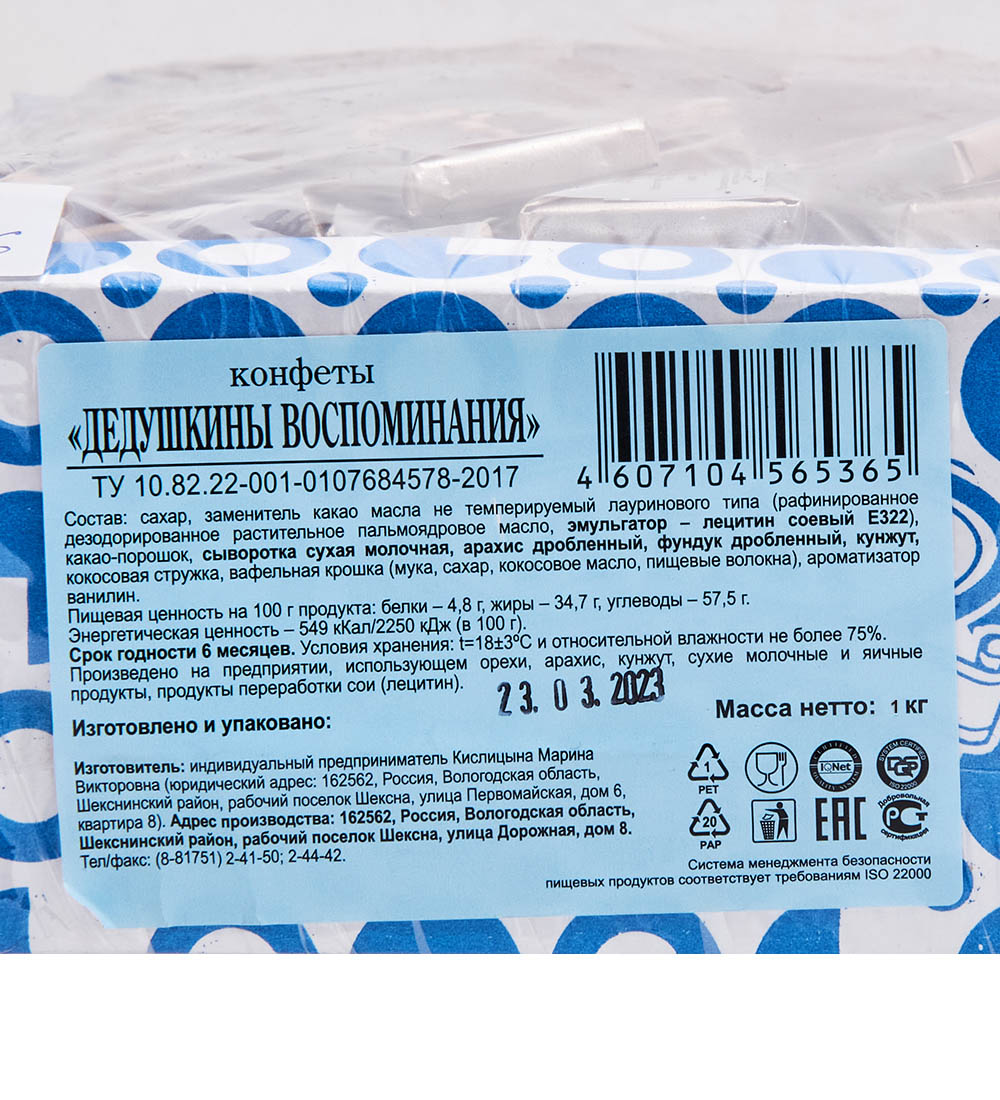 конфеты
«ДЕДУШКИНЫ ВОСПОМИНАНИЯ»
ТУ 10.82.22-001-0107684578-2017
4 607104 565365
Состав: сахар, заменитель какао масла не темперируемый лауринового типа (рафинированное
дезодорированное растительное пальмоядровое масло, эмульгатор – лецитин соевый Е322),
какао-порошок, сыворотка сухая молочная, арахис дробленный, фундук дробленный, кунжут,
кокосовая стружка, вафельная крошка (мука, сахар, кокосовое масло, пищевые волокна), ароматизатор
ванилин.
Пищевая ценность на 100 г продукта: белки – 4,8 г, жиры – 34,7 г, углеводы – 57,5 г.
Энергетическая ценность – 549 кКал/2250 кДж (в 100 г).
Срок годности 6 месяцев. Условия хранения: t=18±3ºС и относительной влажности не более 75%.
Произведено на предприятии, использующем орехи, арахис, кунжут, сухие молочные и яичные
продукты, продукты переработки сои (лецитин).
23.03.2023
Изготовлено и упаковано:
Масса нетто: 1 кг
Изготовитель: индивидуальный предприниматель Кислицына Марина
Викторовна (юридический адрес: 162562, Россия, Вологодская область,
Шекснинский район, рабочий поселок Шексна, улица Первомайская, дом 6,
квартира 8). Адрес производства: 162562, Россия, Вологодская область,
Шекснинский район, рабочий поселок Шексна, улица Дорожная, дом 8.
Тел/факс: (8-81751) 2-41-50; 2-44-42.
1
PET
IQNet
SYSTEM CERTIFIED
ISO 22000
20
PAP
EAC
Добровольная
РСТ
сертификация
Система менеджмента безопасности
пищевых продуктов соответствует требованиям ISO 22000